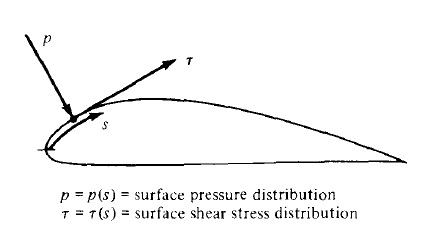 p
τ
s
p = p(s) = surface pressure distribution
τ = τ(s) = surface shear stress distribution